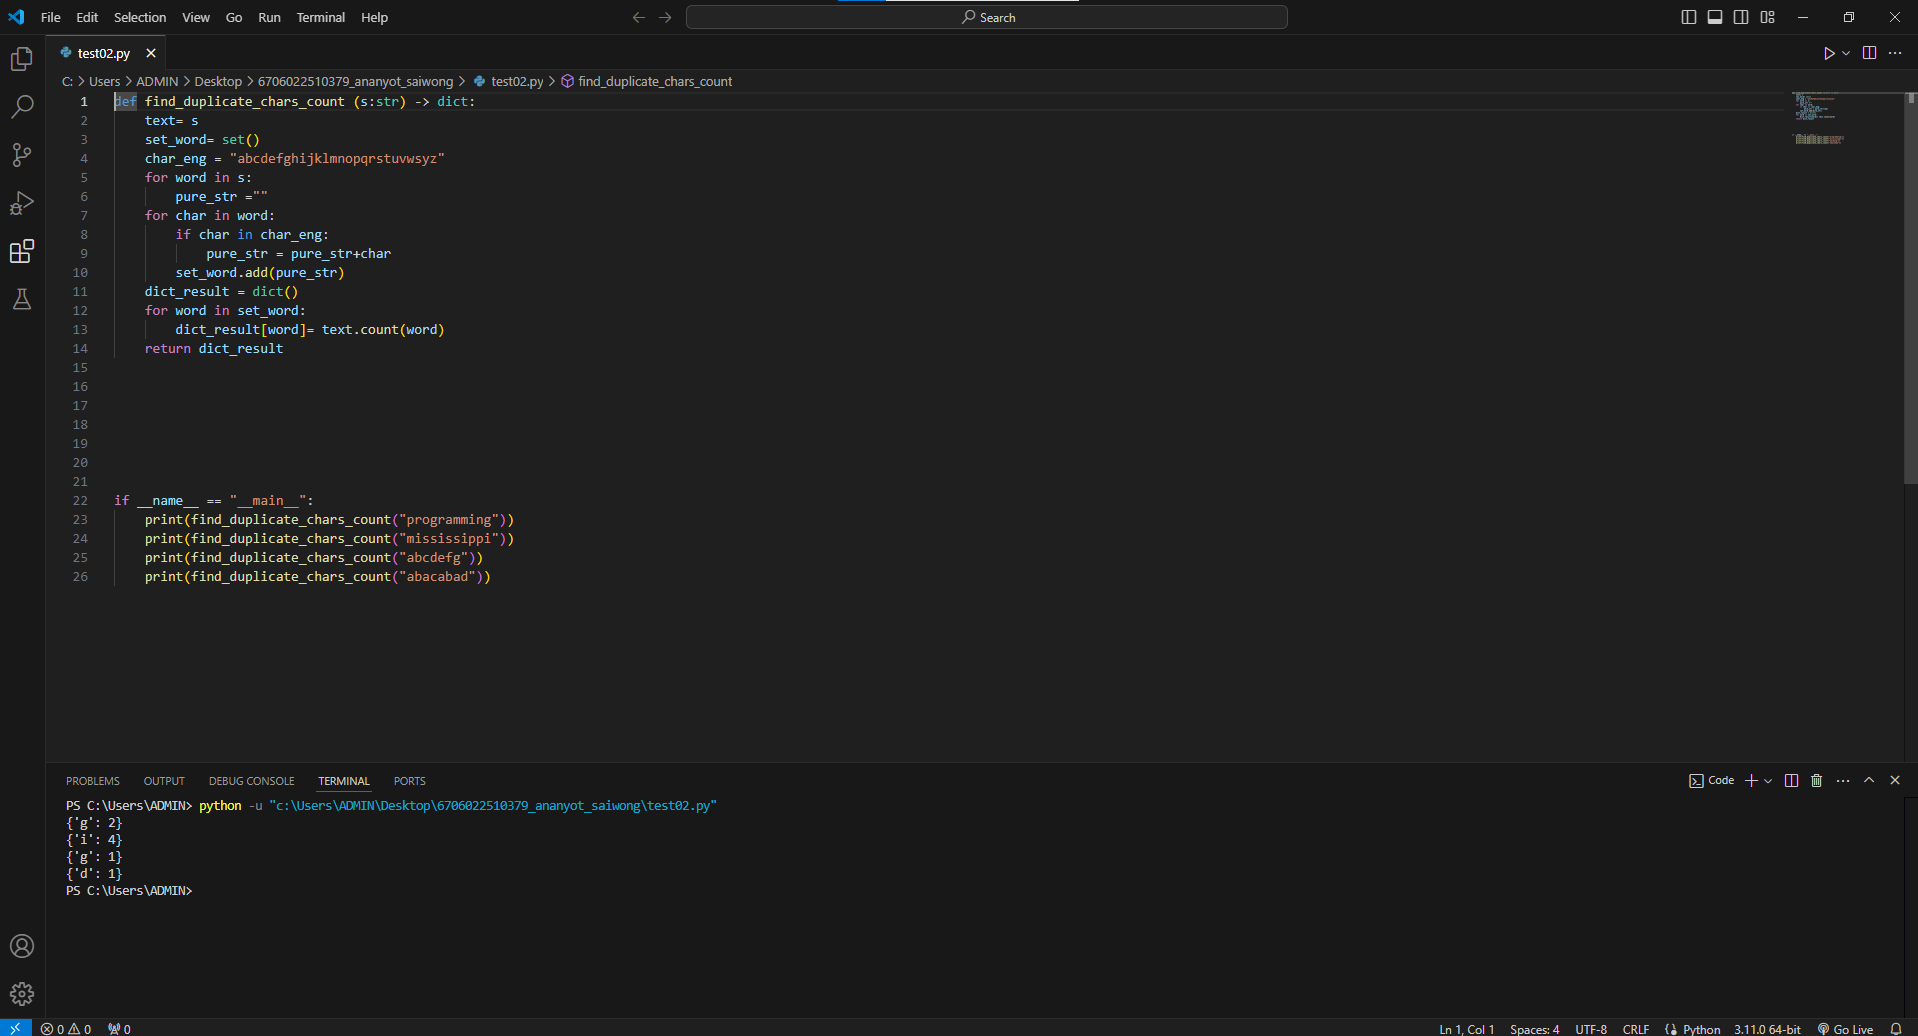 File Edit Selection View Go Run Terminal Help
Search
test02.py
C: > Users > ADMIN > Desktop > 6706022510379_ananyot_saiwong > test02.py > find_duplicate_chars_count
1 def find_duplicate_chars_count (s:str) -> dict:
2     text= s
3     set_word= set()
4     char_eng = "abcdefghijklmnopqrstuvwsyz"
5     for word in s:
6         pure_str =""
7     for char in word:
8         if char in char_eng:
9             pure_str = pure_str+char
10         set_word.add(pure_str)
11     dict_result = dict()
12     for word in set_word:
13         dict_result[word]= text.count(word)
14     return dict_result
15
16
17
18
19
20
21
22 if __name__ == "__main__":
23     print(find_duplicate_chars_count("programming"))
24     print(find_duplicate_chars_count("mississippi"))
25     print(find_duplicate_chars_count("abcdefg"))
26     print(find_duplicate_chars_count("abacabad"))
PROBLEMS OUTPUT DEBUG CONSOLE TERMINAL PORTS
Code
PS C:\Users\ADMIN> python -u "c:\Users\ADMIN\Desktop\6706022510379_ananyot_saiwong\test02.py"
{'g': 2}
{'i': 4}
{'g': 1}
{'d': 1}
PS C:\Users\ADMIN>
0 0 0
Ln 1, Col 1 Spaces: 4 UTF-8 CRLF Python 3.11.0 64-bit Go Live